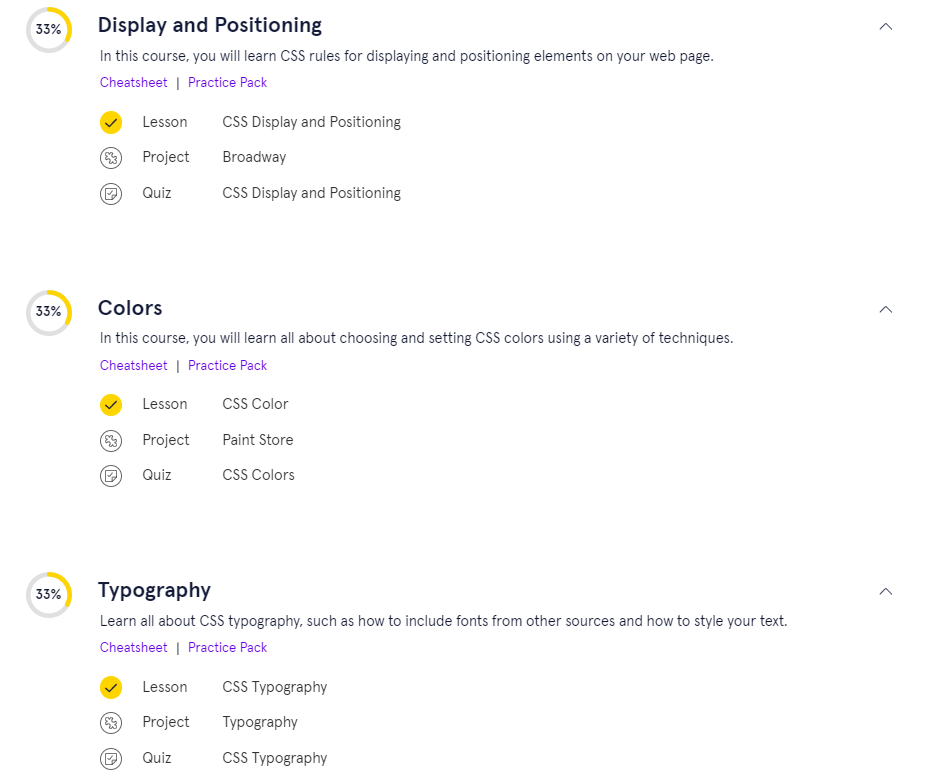 33%
Display and Positioning
In this course, you will learn CSS rules for displaying and positioning elements on your web page.
Cheatsheet | Practice Pack
Lesson CSS Display and Positioning
Project Broadway
Quiz CSS Display and Positioning
33%
Colors
In this course, you will learn all about choosing and setting CSS colors using a variety of techniques.
Cheatsheet | Practice Pack
Lesson CSS Color
Project Paint Store
Quiz CSS Colors
33%
Typography
Learn all about CSS typography, such as how to include fonts from other sources and how to style your text.
Cheatsheet | Practice Pack
Lesson CSS Typography
Project Typography
Quiz CSS Typography